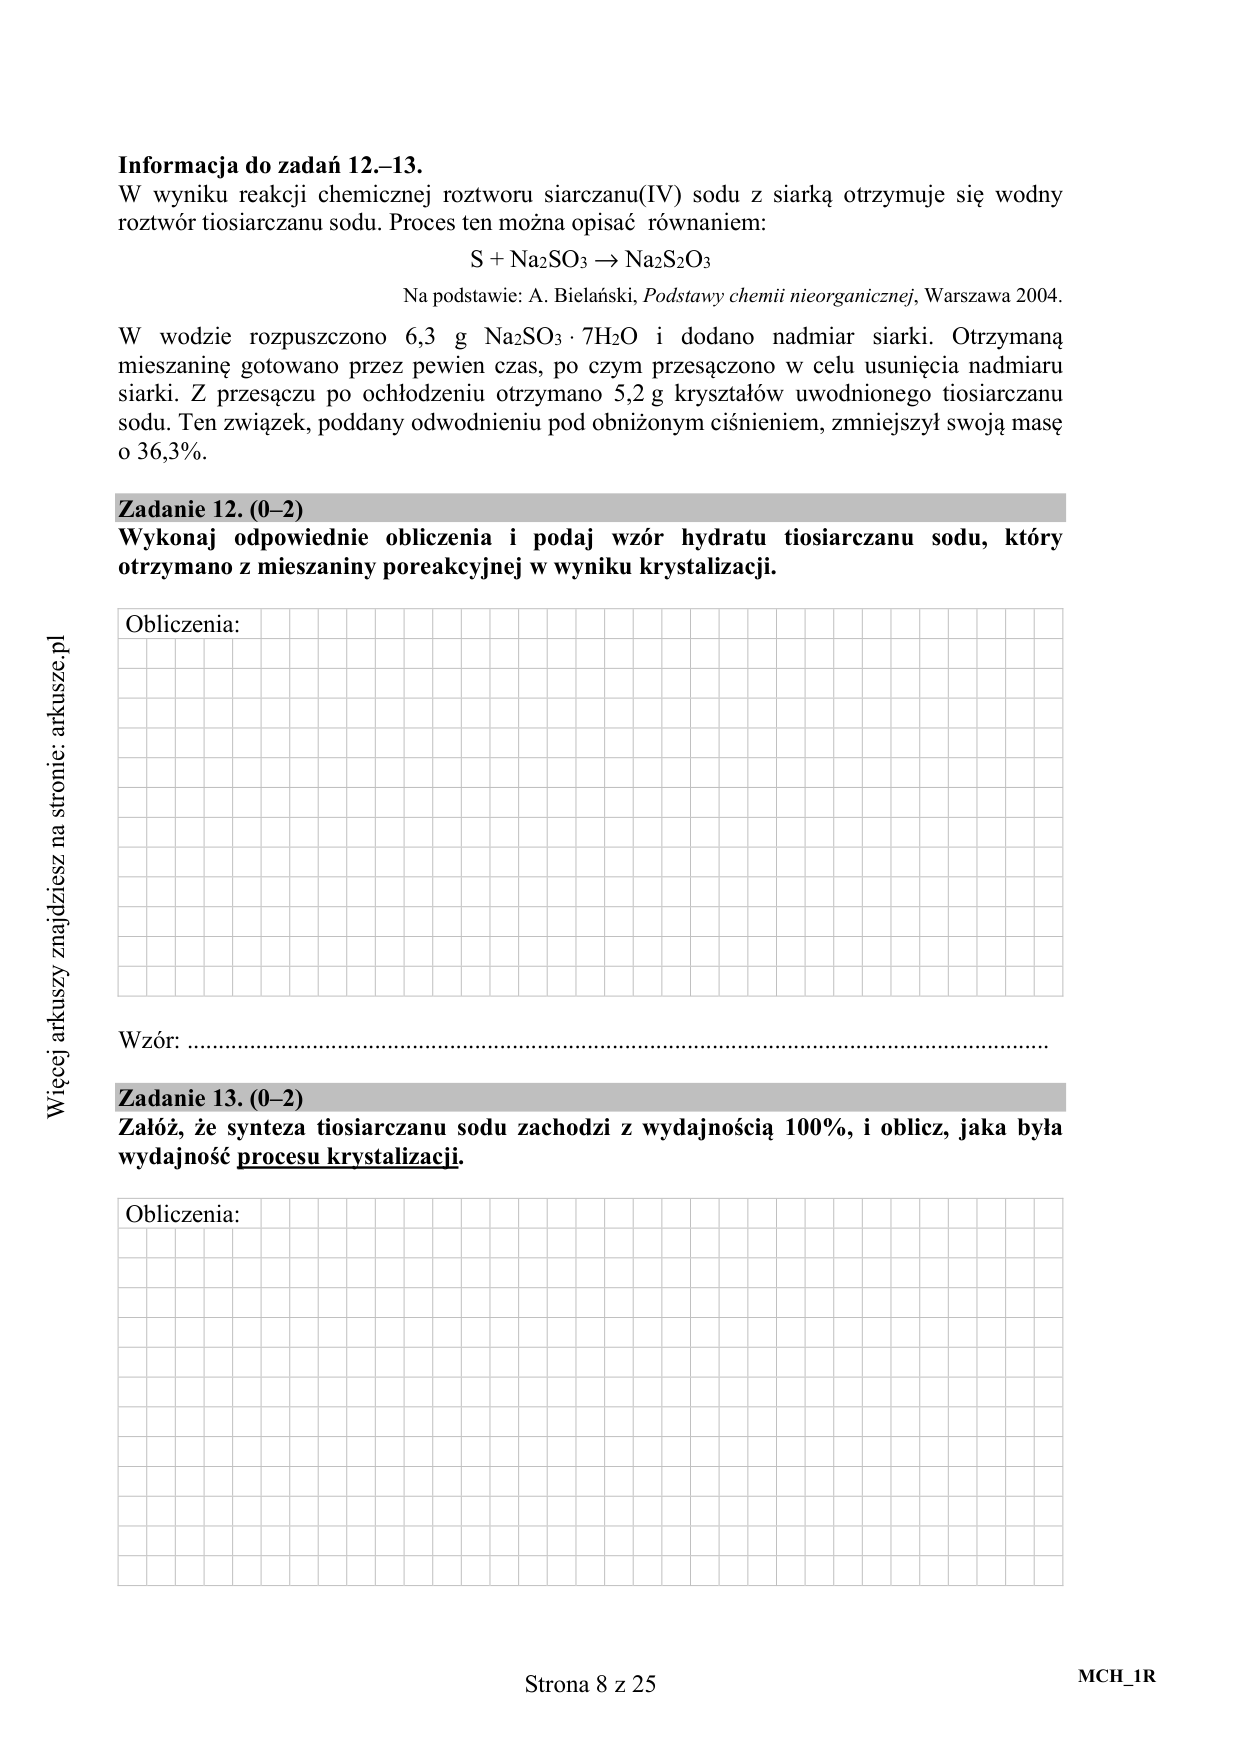 Informacja do zadań 12.–13.
W wyniku reakcji chemicznej roztworu siarczanu(IV) sodu z siarką otrzymuje się wodny
roztwór tiosiarczanu sodu. Proces ten można opisać równaniem:
S + Na₂SO₃ → Na₂S₂O₃
Na podstawie: A. Bielański, Podstawy chemii nieorganicznej, Warszawa 2004.
W wodzie rozpuszczono 6,3 g Na₂SO₃ · 7H₂O i dodano nadmiar siarki. Otrzymaną
mieszaninę gotowano przez pewien czas, po czym przesączono w celu usunięcia nadmiaru
siarki. Z przesączu po ochłodzeniu otrzymano 5,2 g kryształów uwodnionego tiosiarczanu
sodu. Ten związek, poddany odwodnieniu pod obniżonym ciśnieniem, zmniejszył swoją masę
o 36,3%.
Zadanie 12. (0–2)
Wykonaj odpowiednie obliczenia i podaj wzór hydratu tiosiarczanu sodu, który
otrzymano z mieszaniny poreakcyjnej w wyniku krystalizacji.
Obliczenia:
Wzór: ..........................................................................................................................................
Zadanie 13. (0–2)
Załóż, że synteza tiosiarczanu sodu zachodzi z wydajnością 100%, i oblicz, jaka była
wydajność procesu krystalizacji.
Obliczenia:
Strona 8 z 25
MCH_1R
Więcej arkuszy znajdziesz na stronie: arkusze.pl